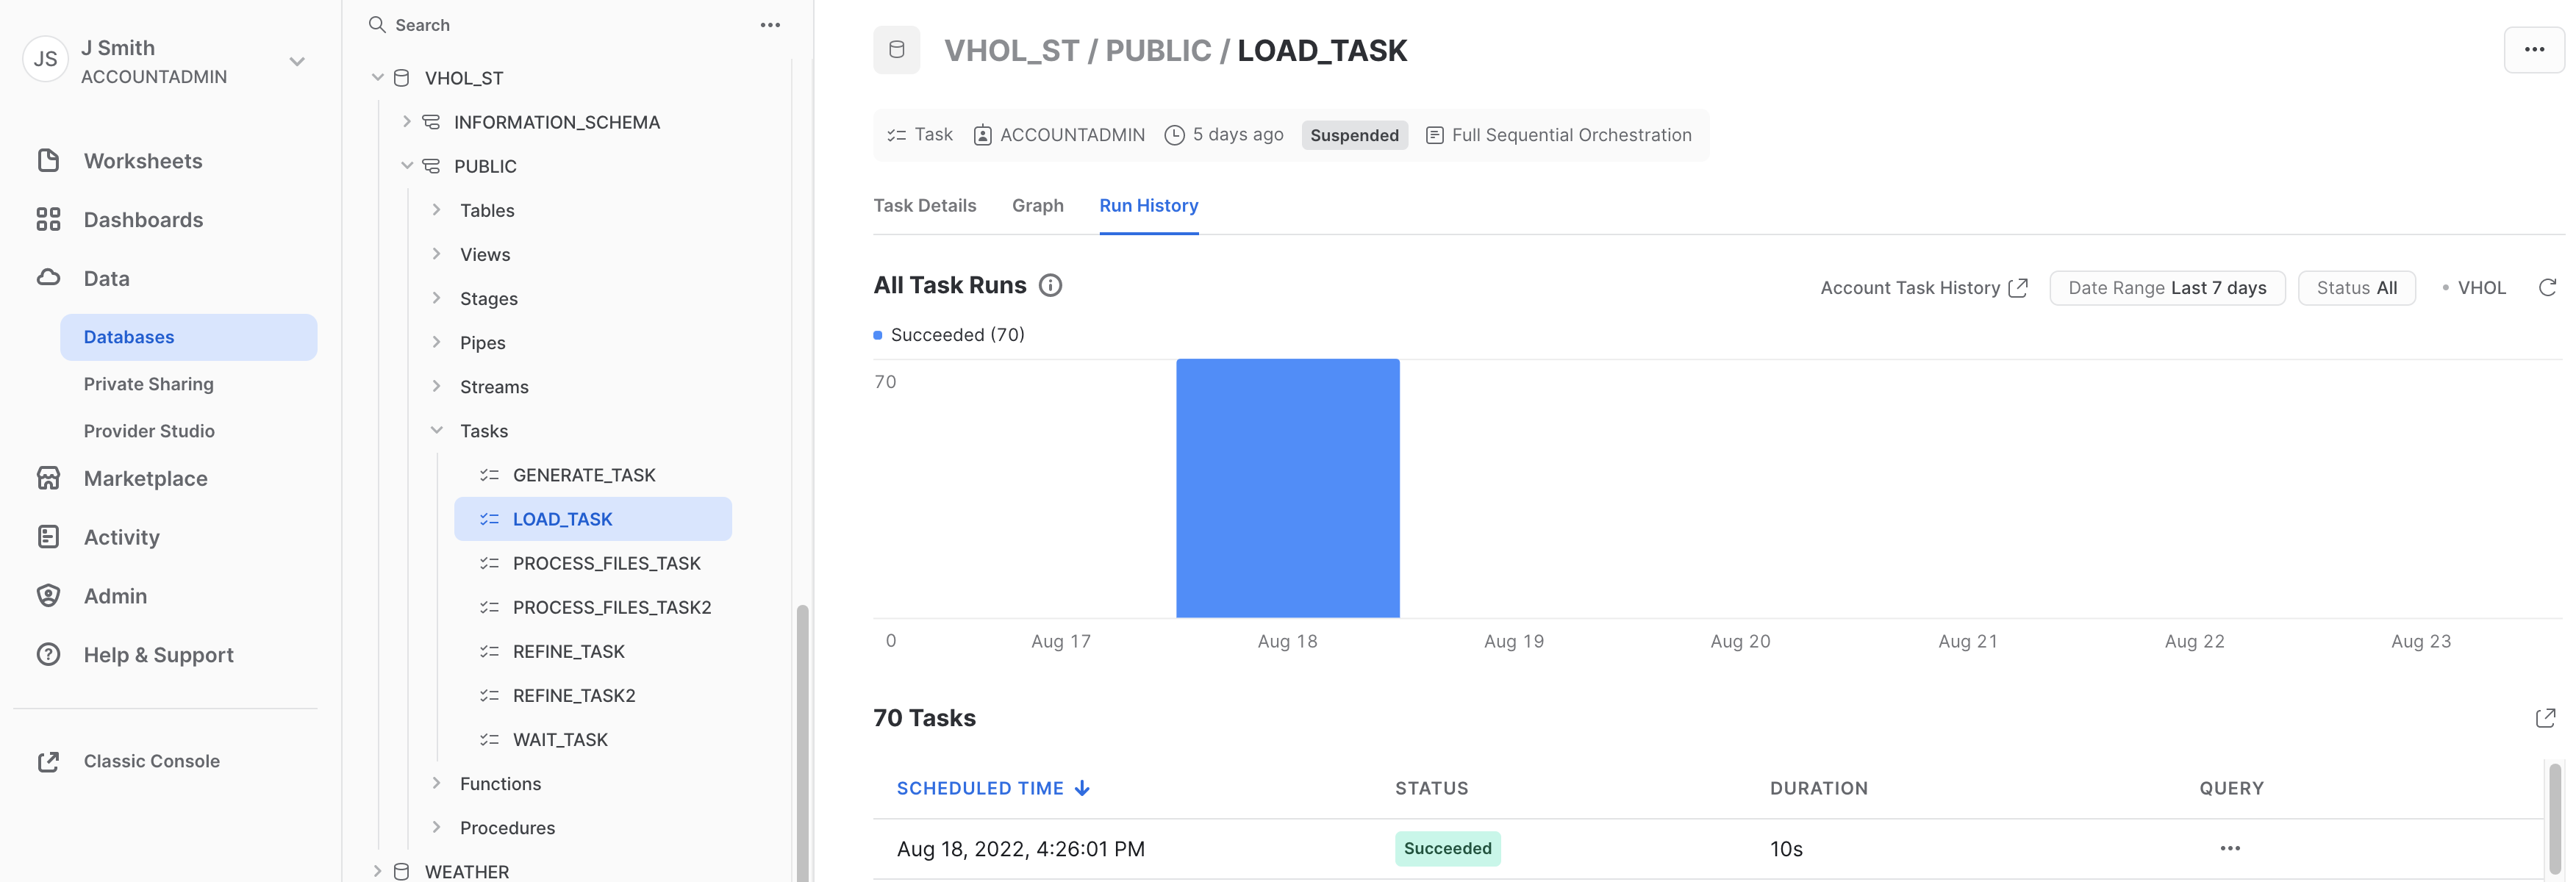 JS
J Smith
ACCOUNTADMIN
Worksheets
Dashboards
Data
Databases
Private Sharing
Provider Studio
Marketplace
Activity
Admin
Help & Support
Classic Console
Search
VHOL_ST
INFORMATION_SCHEMA
PUBLIC
Tables
Views
Stages
Pipes
Streams
Tasks
GENERATE_TASK
LOAD_TASK
PROCESS_FILES_TASK
PROCESS_FILES_TASK2
REFINE_TASK
REFINE_TASK2
WAIT_TASK
Functions
Procedures
WEATHER
VHOL_ST / PUBLIC / LOAD_TASK
Task ACCOUNTADMIN 5 days ago Suspended Full Sequential Orchestration
Task Details Graph Run History
All Task Runs
Account Task History Date Range Last 7 days Status All VHOL
Succeeded (70)
70
0 Aug 17 Aug 18 Aug 19 Aug 20 Aug 21 Aug 22 Aug 23
70 Tasks
SCHEDULED TIME STATUS DURATION QUERY
Aug 18, 2022, 4:26:01 PM Succeeded 10s